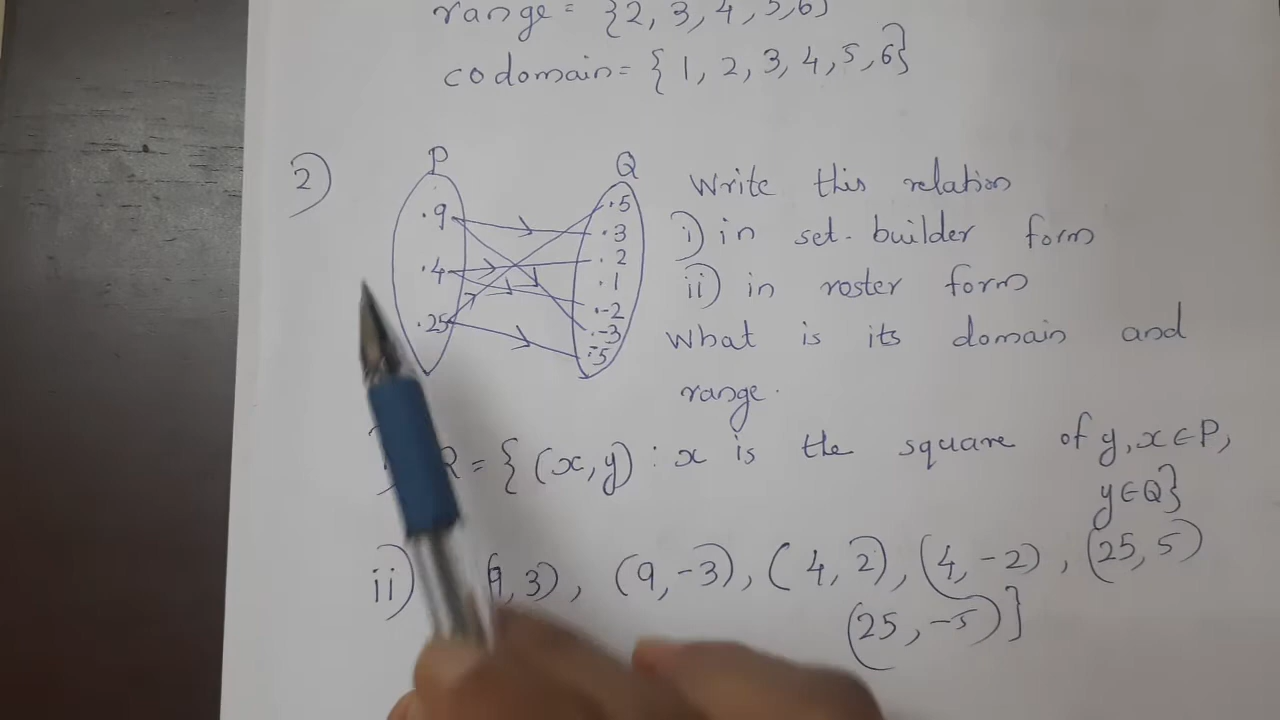 range = {2, 3, 4, 5, 6}
codomain = {1, 2, 3, 4, 5, 6}
2)
P
Q
.9
.4
.25
.5
.3
.2
.1
.-2
.-3
.-5
Write this relation
i) in set-builder form
ii) in roster form
What is its domain and
range.
R = {(x, y) : x is the square of y, x ∈ P,
y ∈ Q}
ii) 9, 3), (9, -3), (4, 2), (4, -2), (25, 5)
(25, -5)}